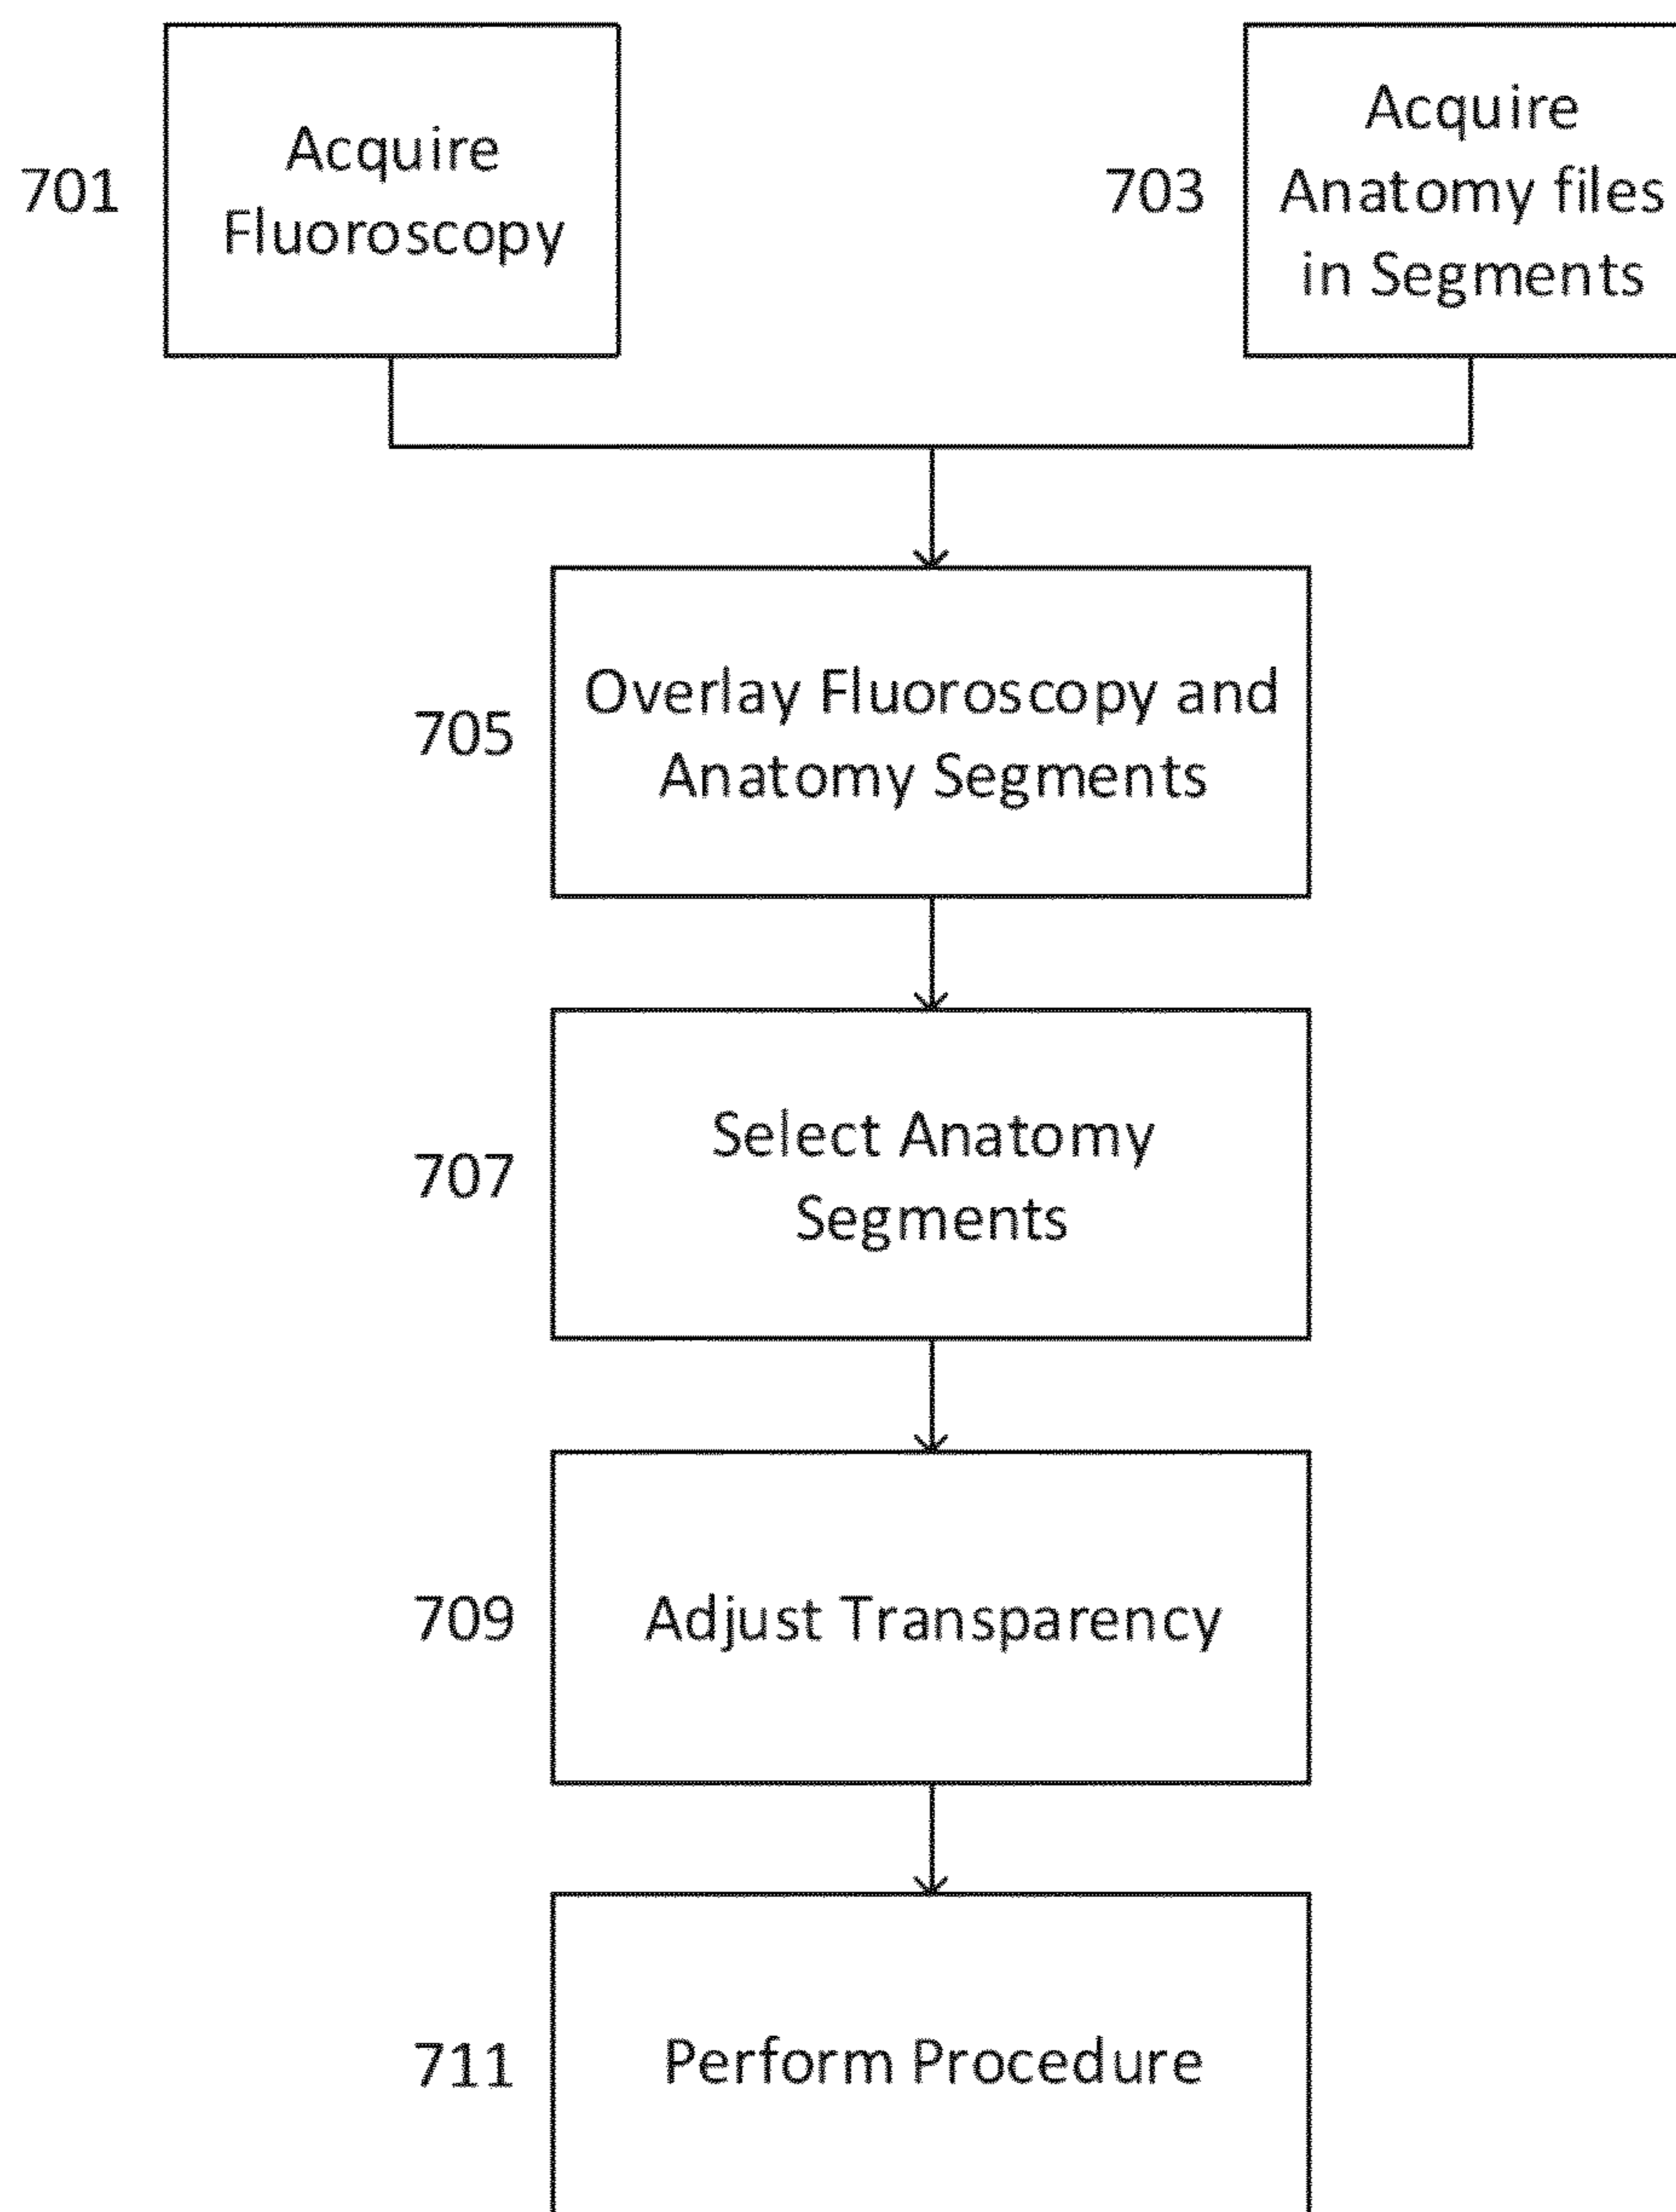 701
Acquire
Fluoroscopy
703
Acquire
Anatomy files
in Segments
705
Overlay Fluoroscopy and
Anatomy Segments
707
Select Anatomy
Segments
709
Adjust Transparency
711
Perform Procedure